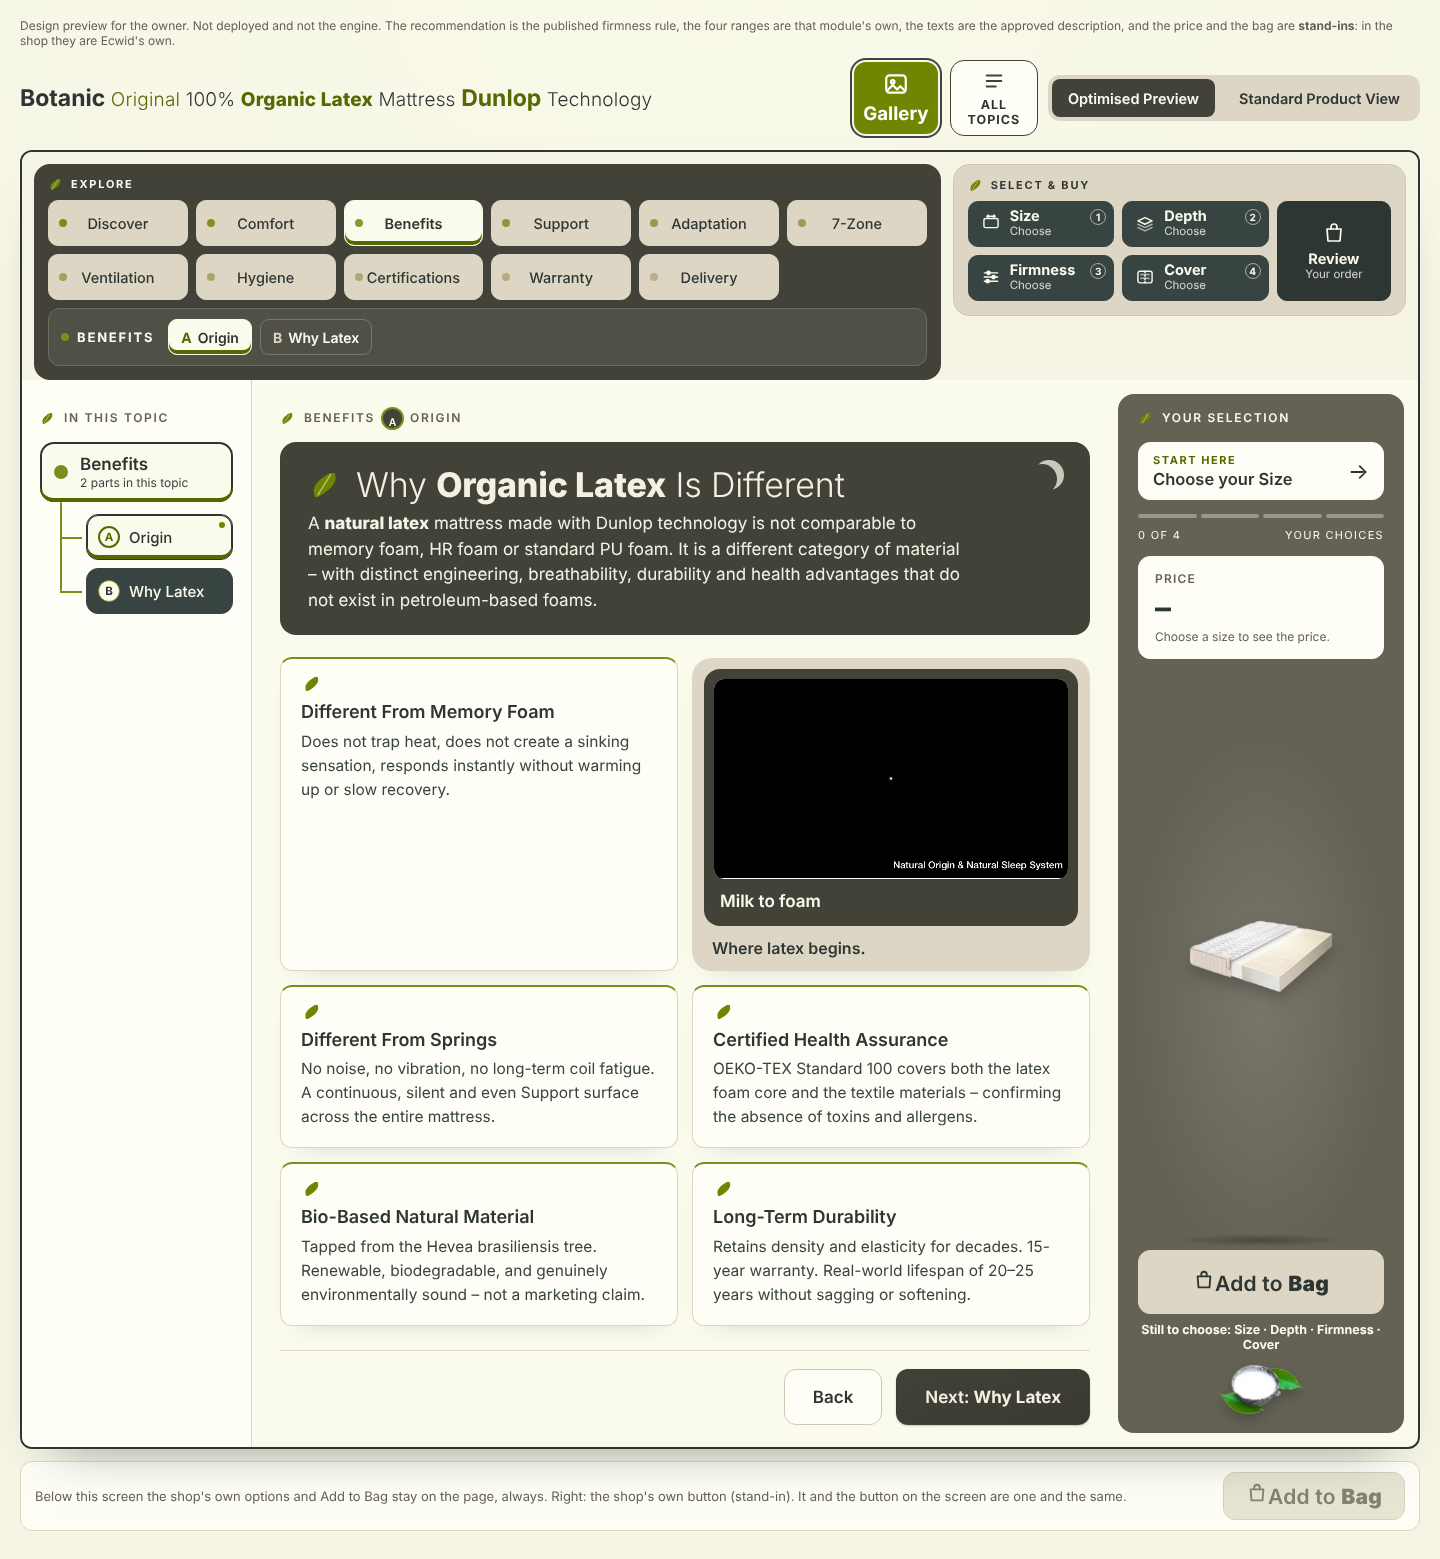 Design preview for the owner. Not deployed and not the engine. The recommendation is the published firmness rule, the four ranges are that module's own, the texts are the approved description, and the price and the bag are stand-ins: in the
shop they are Ecwid's own.
Botanic Original 100% Organic Latex Mattress Dunlop Technology
Gallery
ALL
TOPICS
Optimised Preview
Standard Product View
EXPLORE
Discover
Comfort
Benefits
Support
Adaptation
7-Zone
Ventilation
Hygiene
Certifications
Warranty
Delivery
BENEFITS
A Origin
B Why Latex
SELECT & BUY
Size
Choose
1
Depth
Choose
2
Firmness
Choose
3
Cover
Choose
4
Review
Your order
IN THIS TOPIC
Benefits
2 parts in this topic
A Origin
B Why Latex
BENEFITS A ORIGIN
Why Organic Latex Is Different
A natural latex mattress made with Dunlop technology is not comparable to
memory foam, HR foam or standard PU foam. It is a different category of material
– with distinct engineering, breathability, durability and health advantages that do
not exist in petroleum-based foams.
Different From Memory Foam
Does not trap heat, does not create a sinking
sensation, responds instantly without warming
up or slow recovery.
Natural Origin & Natural Sleep System
Milk to foam
Where latex begins.
Different From Springs
No noise, no vibration, no long-term coil fatigue.
A continuous, silent and even Support surface
across the entire mattress.
Certified Health Assurance
OEKO-TEX Standard 100 covers both the latex
foam core and the textile materials – confirming
the absence of toxins and allergens.
Bio-Based Natural Material
Tapped from the Hevea brasiliensis tree.
Renewable, biodegradable, and genuinely
environmentally sound – not a marketing claim.
Long-Term Durability
Retains density and elasticity for decades. 15-
year warranty. Real-world lifespan of 20–25
years without sagging or softening.
Back
Next: Why Latex
YOUR SELECTION
START HERE
Choose your Size
0 OF 4
YOUR CHOICES
PRICE
–
Choose a size to see the price.
Add to Bag
Still to choose: Size · Depth · Firmness ·
Cover
Below this screen the shop's own options and Add to Bag stay on the page, always. Right: the shop's own button (stand-in). It and the button on the screen are one and the same.
Add to Bag